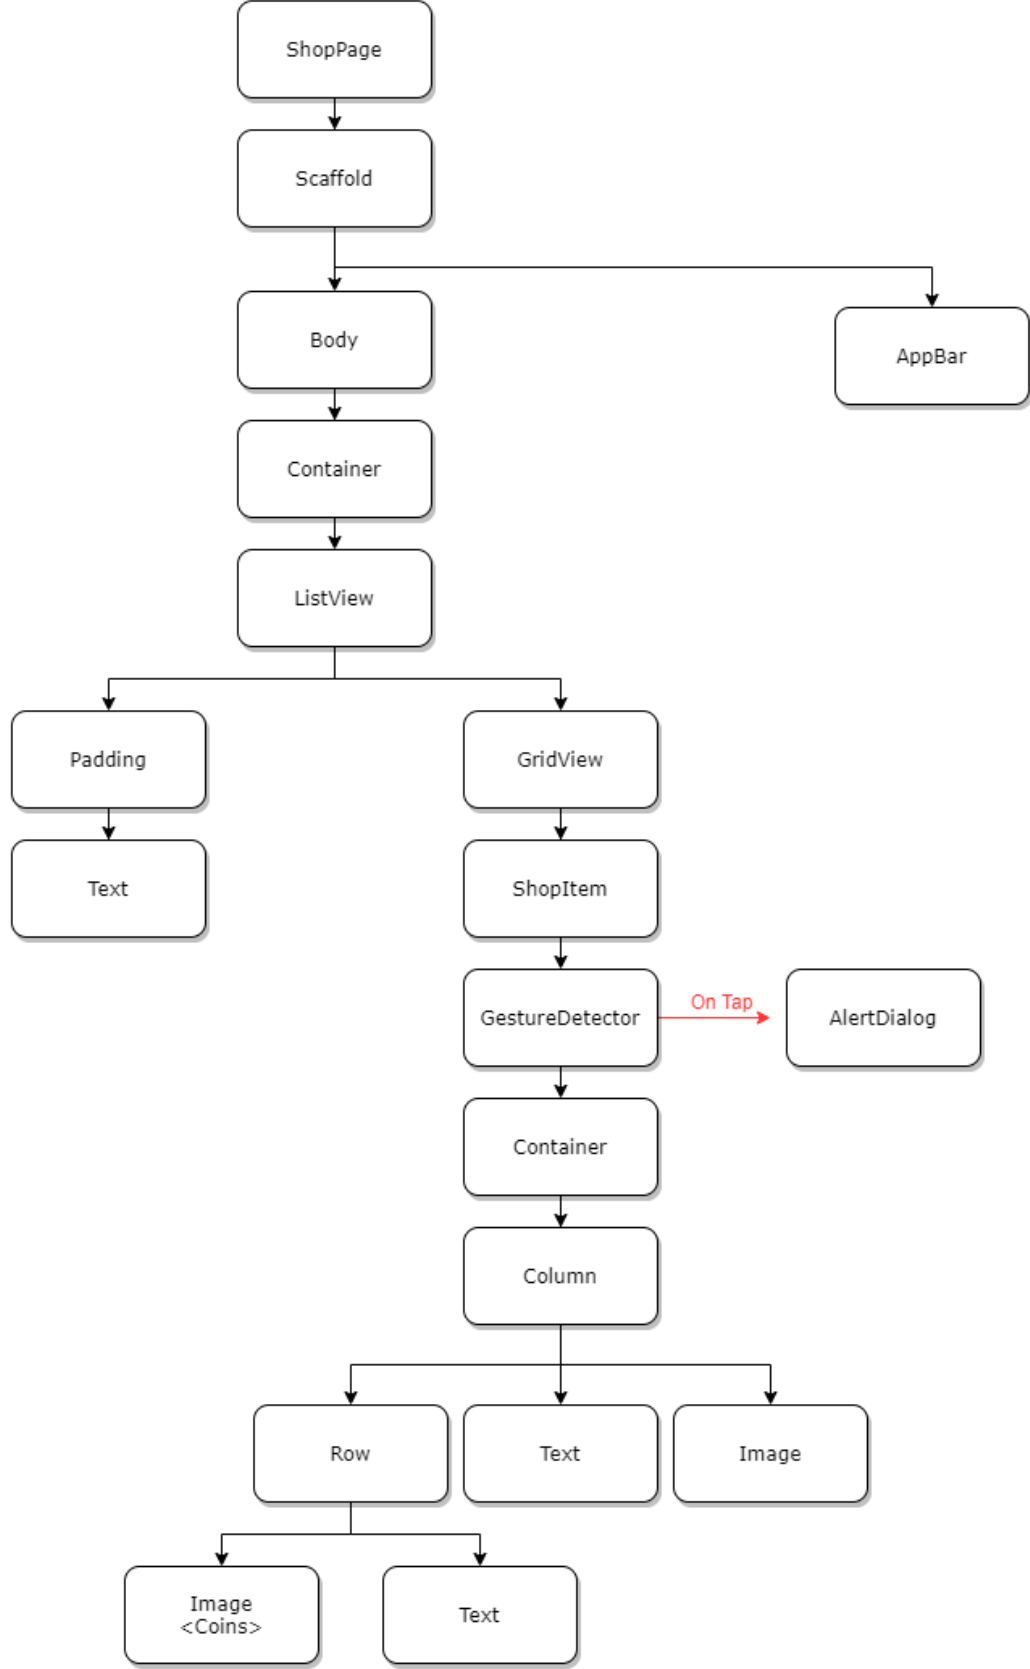 ShopPage
Scaffold
Body
AppBar
Container
ListView
Padding
GridView
Text
ShopItem
GestureDetector
On Tap
AlertDialog
Container
Column
Row
Text
Image
Image
<Coins>
Text